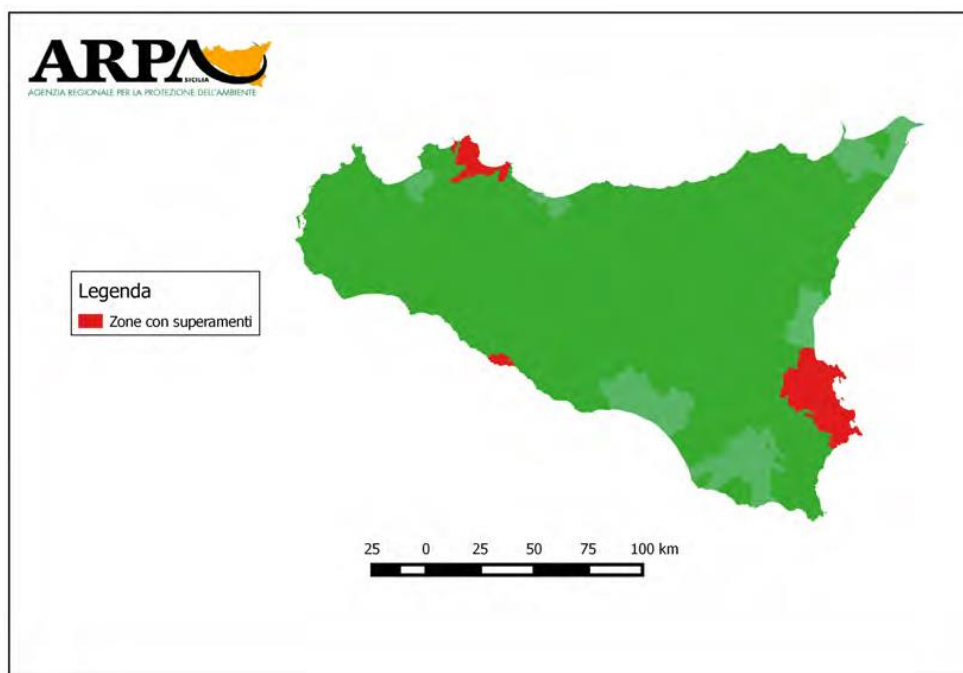 ARPA
SICILIA
AGENZIA REGIONALE PER LA PROTEZIONE DELL'AMBIENTE
Legenda
Zone con superamenti
25 0 25 50 75 100 km